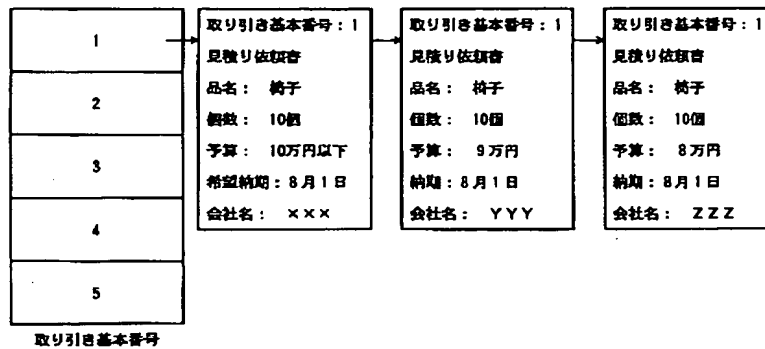 1
2
3
4
5
取り引き基本番号
取り引き基本番号：1
見積り依頼書
品名： 椅子
個数： 10個
予算： 10万円以下
希望納期：8月1日
会社名： ×××
取り引き基本番号：1
見積り依頼書
品名： 椅子
個数： 10個
予算： 9万円
納期：8月1日
会社名： YYY
取り引き基本番号：1
見積り依頼書
品名： 椅子
個数： 10個
予算： 8万円
納期：8月1日
会社名： ZZZ